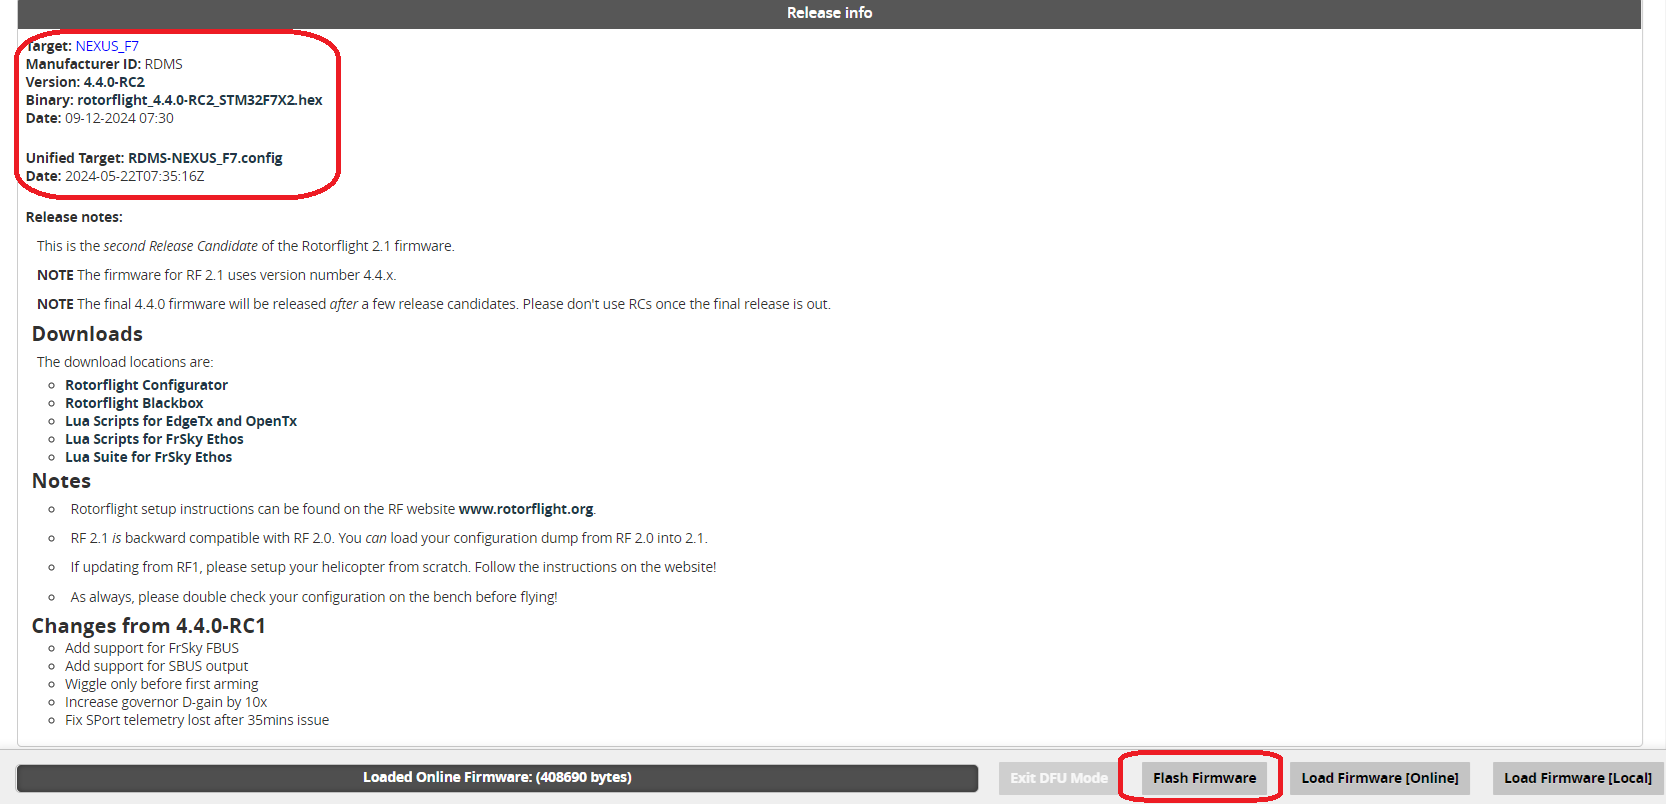 Release info
Target: NEXUS_F7
Manufacturer ID: RDMS
Version: 4.4.0-RC2
Binary: rotorflight_4.4.0-RC2_STM32F7X2.hex
Date: 09-12-2024 07:30
Unified Target: RDMS-NEXUS_F7.config
Date: 2024-05-22T07:35:16Z
Release notes:
This is the second Release Candidate of the Rotorflight 2.1 firmware.
NOTE The firmware for RF 2.1 uses version number 4.4.x.
NOTE The final 4.4.0 firmware will be released after a few release candidates. Please don't use RCs once the final release is out.
Downloads
The download locations are:
Rotorflight Configurator
Rotorflight Blackbox
Lua Scripts for EdgeTx and OpenTx
Lua Scripts for FrSky Ethos
Lua Suite for FrSky Ethos
Notes
Rotorflight setup instructions can be found on the RF website www.rotorflight.org.
RF 2.1 is backward compatible with RF 2.0. You can load your configuration dump from RF 2.0 into 2.1.
If updating from RF1, please setup your helicopter from scratch. Follow the instructions on the website!
As always, please double check your configuration on the bench before flying!
Changes from 4.4.0-RC1
Add support for FrSky FBUS
Add support for SBUS output
Wiggle only before first arming
Increase governor D-gain by 10x
Fix SPort telemetry lost after 35mins issue
Loaded Online Firmware: (408690 bytes)
Exit DFU Mode
Flash Firmware
Load Firmware [Online]
Load Firmware [Local]